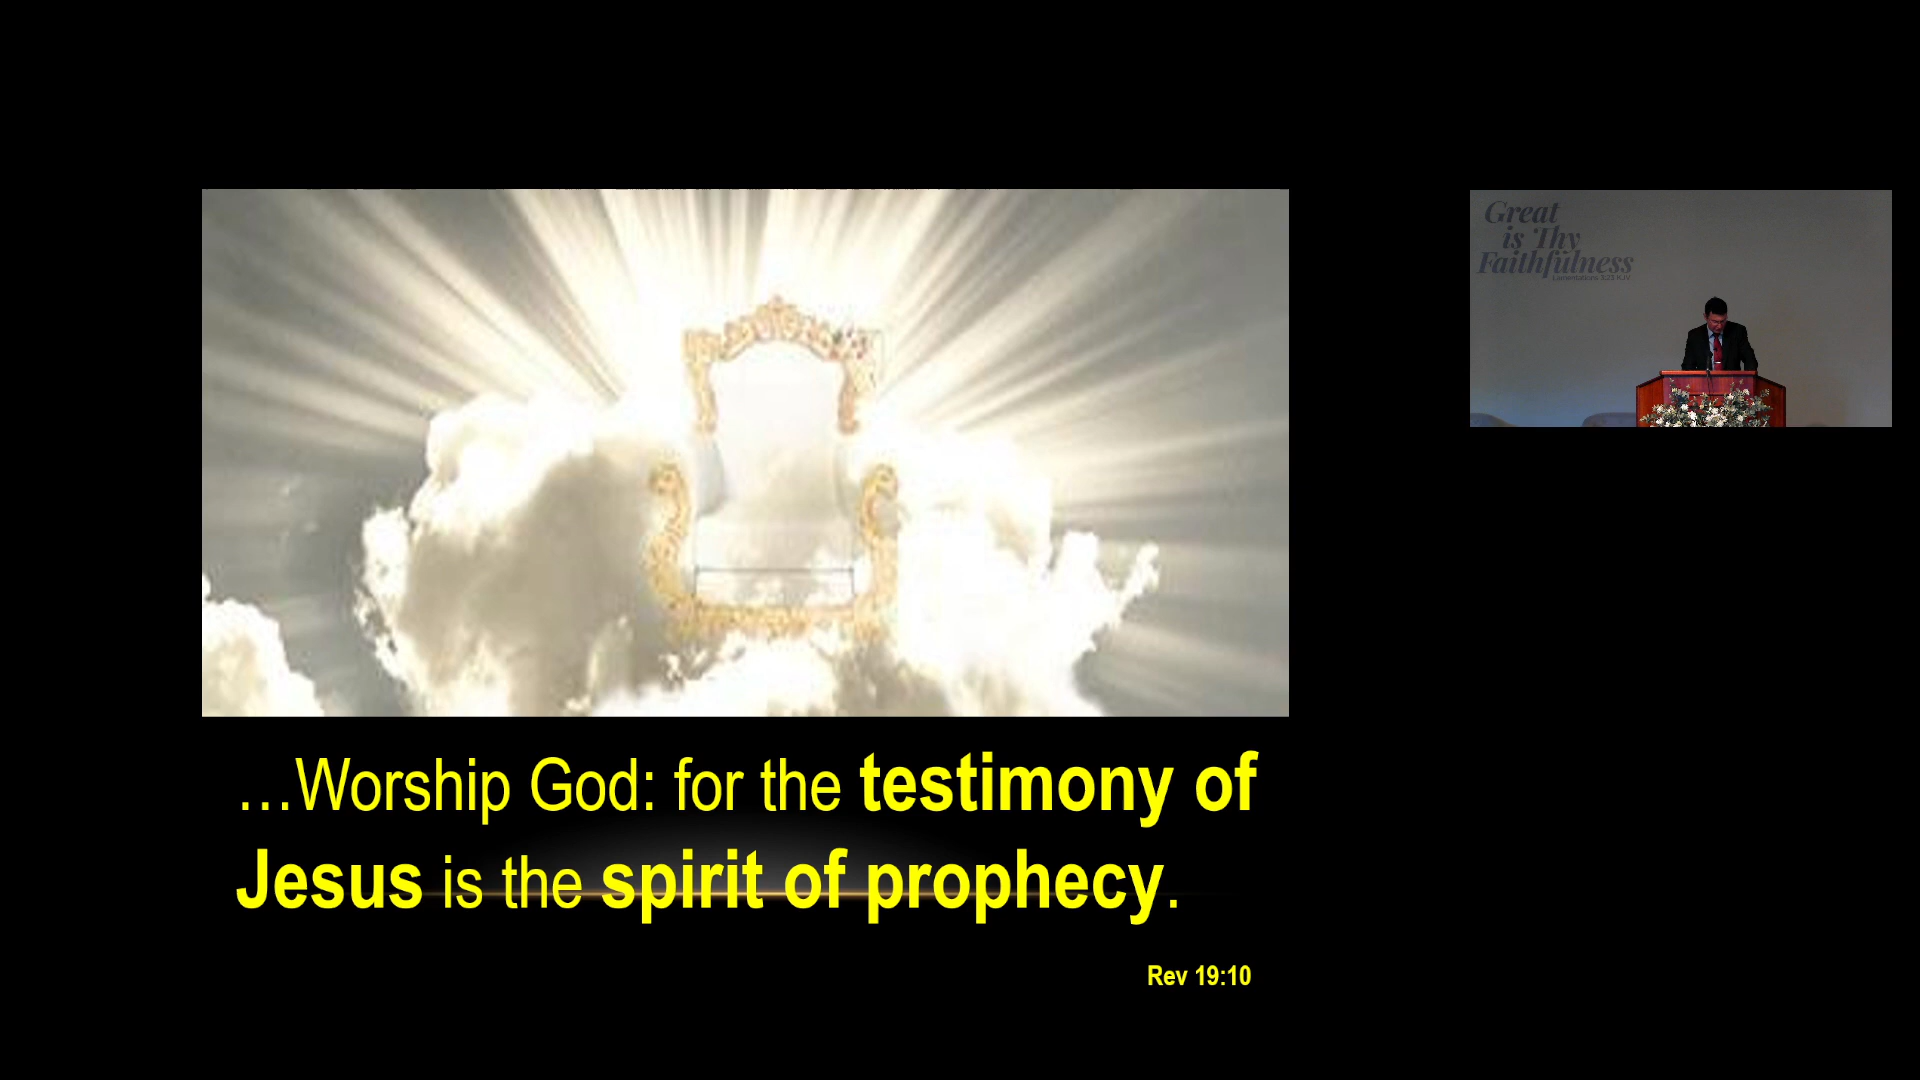 Great
is Thy
Faithfulness
…Worship God: for the testimony of
Jesus is the spirit of prophecy.
Rev 19:10